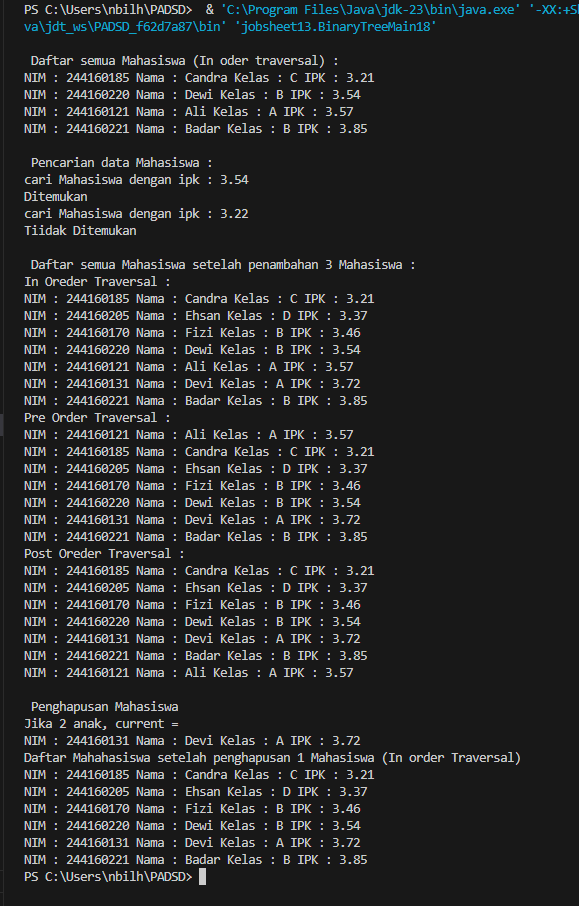 PS C:\Users\nbilh\PADSD>  & 'C:\Program Files\Java\jdk-23\bin\java.exe' '-XX:+Sh
va\jdt_ws\PADSD_f62d7a87\bin' 'jobsheet13.BinaryTreeMain18'
Daftar semua Mahasiswa (In oder traversal) :
NIM : 244160185 Nama : Candra Kelas : C IPK : 3.21
NIM : 244160220 Nama : Dewi Kelas : B IPK : 3.54
NIM : 244160121 Nama : Ali Kelas : A IPK : 3.57
NIM : 244160221 Nama : Badar Kelas : B IPK : 3.85
Pencarian data Mahasiswa :
cari Mahasiswa dengan ipk : 3.54
Ditemukan
cari Mahasiswa dengan ipk : 3.22
Tiidak Ditemukan
Daftar semua Mahasiswa setelah penambahan 3 Mahasiswa :
In Oreder Traversal :
NIM : 244160185 Nama : Candra Kelas : C IPK : 3.21
NIM : 244160205 Nama : Ehsan Kelas : D IPK : 3.37
NIM : 244160170 Nama : Fizi Kelas : B IPK : 3.46
NIM : 244160220 Nama : Dewi Kelas : B IPK : 3.54
NIM : 244160121 Nama : Ali Kelas : A IPK : 3.57
NIM : 244160131 Nama : Devi Kelas : A IPK : 3.72
NIM : 244160221 Nama : Badar Kelas : B IPK : 3.85
Pre Order Traversal :
NIM : 244160121 Nama : Ali Kelas : A IPK : 3.57
NIM : 244160185 Nama : Candra Kelas : C IPK : 3.21
NIM : 244160205 Nama : Ehsan Kelas : D IPK : 3.37
NIM : 244160170 Nama : Fizi Kelas : B IPK : 3.46
NIM : 244160220 Nama : Dewi Kelas : B IPK : 3.54
NIM : 244160131 Nama : Devi Kelas : A IPK : 3.72
NIM : 244160221 Nama : Badar Kelas : B IPK : 3.85
Post Oreder Traversal :
NIM : 244160185 Nama : Candra Kelas : C IPK : 3.21
NIM : 244160205 Nama : Ehsan Kelas : D IPK : 3.37
NIM : 244160170 Nama : Fizi Kelas : B IPK : 3.46
NIM : 244160220 Nama : Dewi Kelas : B IPK : 3.54
NIM : 244160131 Nama : Devi Kelas : A IPK : 3.72
NIM : 244160221 Nama : Badar Kelas : B IPK : 3.85
NIM : 244160121 Nama : Ali Kelas : A IPK : 3.57
Penghapusan Mahasiswa
Jika 2 anak, current =
NIM : 244160131 Nama : Devi Kelas : A IPK : 3.72
Daftar Mahahasiswa setelah penghapusan 1 Mahasiswa (In order Traversal)
NIM : 244160185 Nama : Candra Kelas : C IPK : 3.21
NIM : 244160205 Nama : Ehsan Kelas : D IPK : 3.37
NIM : 244160170 Nama : Fizi Kelas : B IPK : 3.46
NIM : 244160220 Nama : Dewi Kelas : B IPK : 3.54
NIM : 244160131 Nama : Devi Kelas : A IPK : 3.72
NIM : 244160221 Nama : Badar Kelas : B IPK : 3.85
PS C:\Users\nbilh\PADSD>